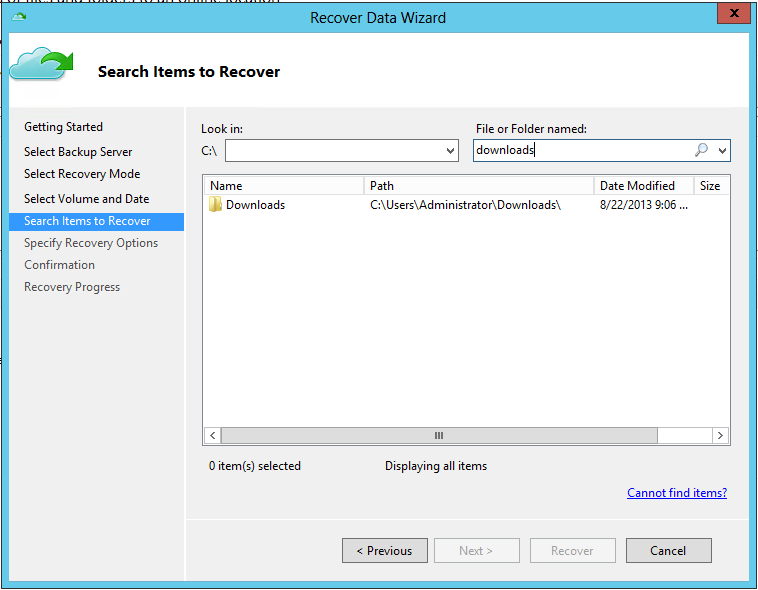 Recover Data Wizard
x
Search Items to Recover
Getting Started
Select Backup Server
Select Recovery Mode
Select Volume and Date
Search Items to Recover
Specify Recovery Options
Confirmation
Recovery Progress
Look in: File or Folder named:
C:\ downloads
Name Path Date Modified Size
Downloads C:\Users\Administrator\Downloads\ 8/22/2013 9:06 ...
0 item(s) selected Displaying all items
Cannot find items?
< Previous Next > Recover Cancel